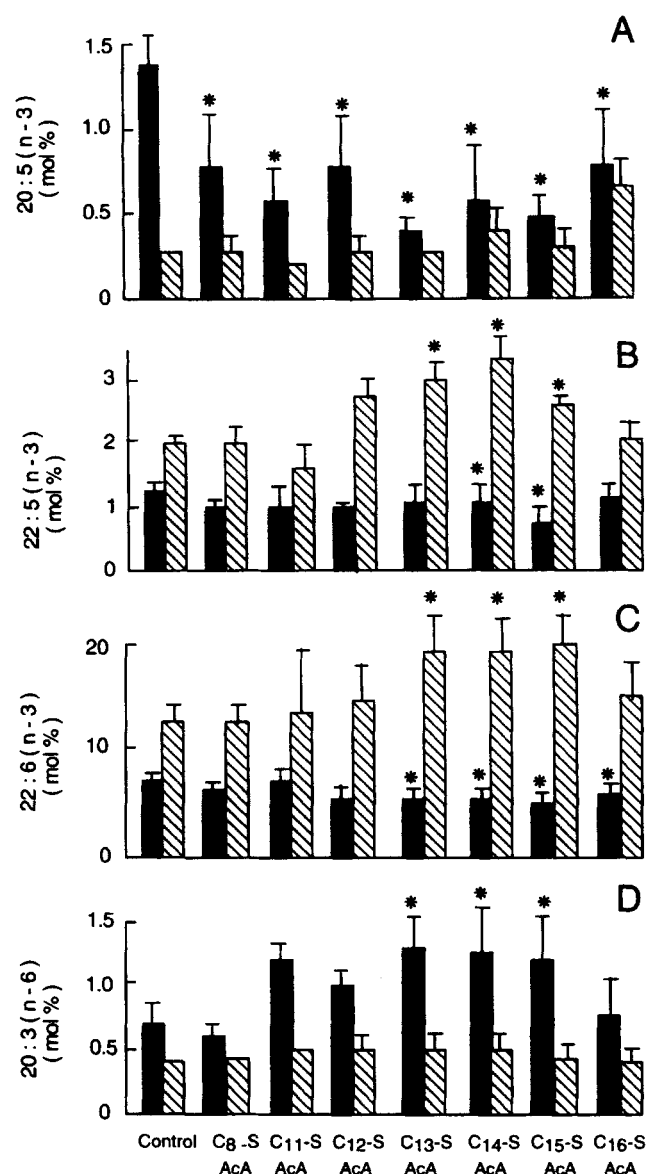 A
20:5(n-3)
(mol%)
1.5
1.0
0.5
0
* * * * * * *
B
22:5(n-3)
(mol%)
3
2
1
0
* * *
* *
C
22:6(n-3)
(mol%)
20
10
0
* * *
* * * *
D
20:3(n-6)
(mol%)
1.5
1.0
0.5
0
* * *
Control C8-S C11-S C12-S C13-S C14-S C15-S C16-S
AcA AcA AcA AcA AcA AcA AcA